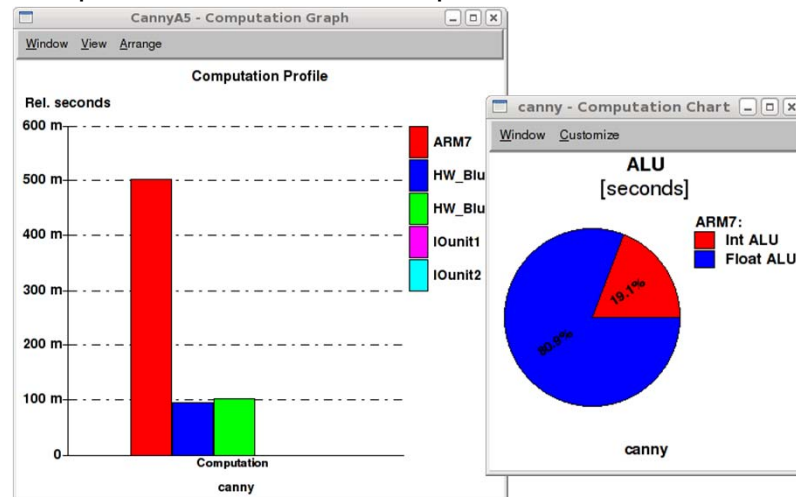 CannyA5 - Computation Graph
Window View Arrange
Computation Profile
Rel. seconds
600 m
500 m
400 m
300 m
200 m
100 m
0
ARM7
HW_Blu
HW_Blu
IOunit1
IOunit2
Computation
canny
canny - Computation Chart
Window Customize
ALU
[seconds]
ARM7:
Int ALU
Float ALU
19.1%
80.9%
canny